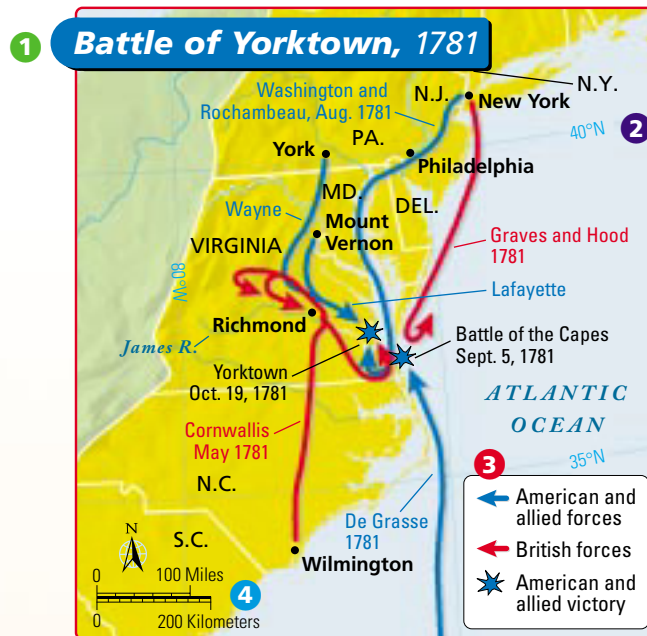 1
Battle of Yorktown, 1781
N.Y.
N.J.
Washington and
Rochambeau, Aug. 1781
New York
40°N
2
PA.
York
Philadelphia
MD.
DEL.
Wayne
Mount
Vernon
VIRGINIA
Graves and Hood
1781
80°W
Lafayette
Richmond
James R.
Battle of the Capes
Sept. 5, 1781
Yorktown
Oct. 19, 1781
ATLANTIC
OCEAN
Cornwallis
May 1781
35°N
3
N.C.
American and
allied forces
British forces
American and
allied victory
De Grasse
1781
S.C.
N
Wilmington
0 100 Miles
4
0 200 Kilometers